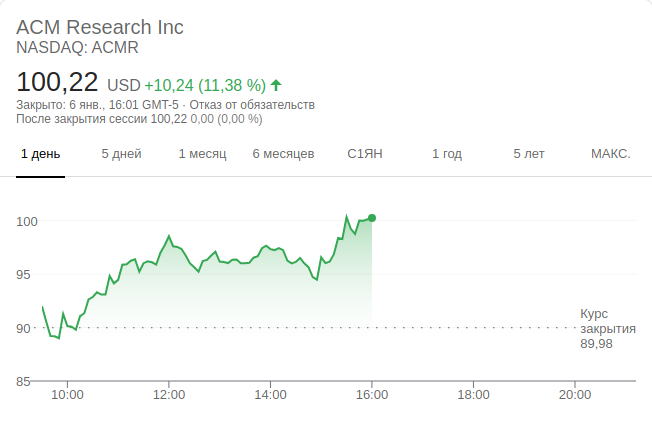 ACM Research Inc
NASDAQ: ACMR
100,22 USD +10,24 (11,38 %)
Закрыто: 6 янв., 16:01 GMT-5 · Отказ от обязательств
После закрытия сессии 100,22 0,00 (0,00 %)
1 день 5 дней 1 месяц 6 месяцев С1ЯН 1 год 5 лет МАКС.
100
95
90
85
Курс
закрытия
89,98
10:00 12:00 14:00 16:00 18:00 20:00